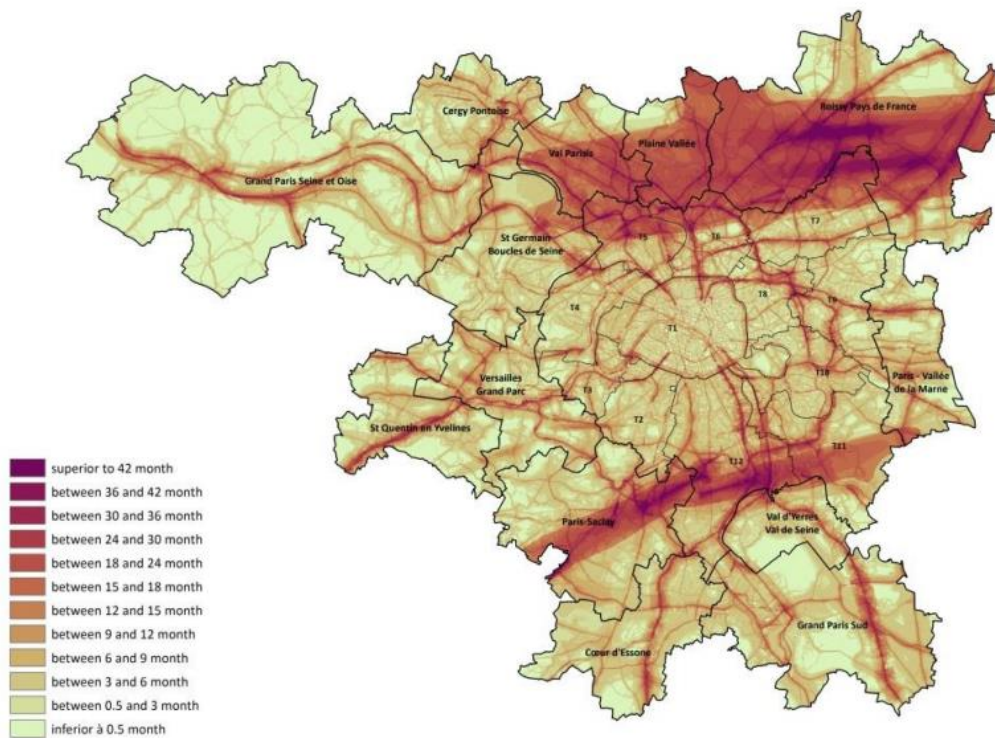 Roissy Pays de France
Cergy Pontoise
Val Parisis
Plaine Vallée
Grand Paris Seine et Oise
T7
St Germain
Boucles de Seine
T5
T6
T4
T8
T9
T1
Versailles
Grand Parc
T3
T10
Paris - Vallée
de la Marne
St Quentin en Yvelines
T2
T11
T12
superior to 42 month
between 36 and 42 month
between 30 and 36 month
between 24 and 30 month
between 18 and 24 month
between 15 and 18 month
between 12 and 15 month
between 9 and 12 month
between 6 and 9 month
between 3 and 6 month
between 0.5 and 3 month
inferior à 0.5 month
Paris-Saclay
Val d'Yerres
Val de Seine
Grand Paris Sud
Cœur d'Essone